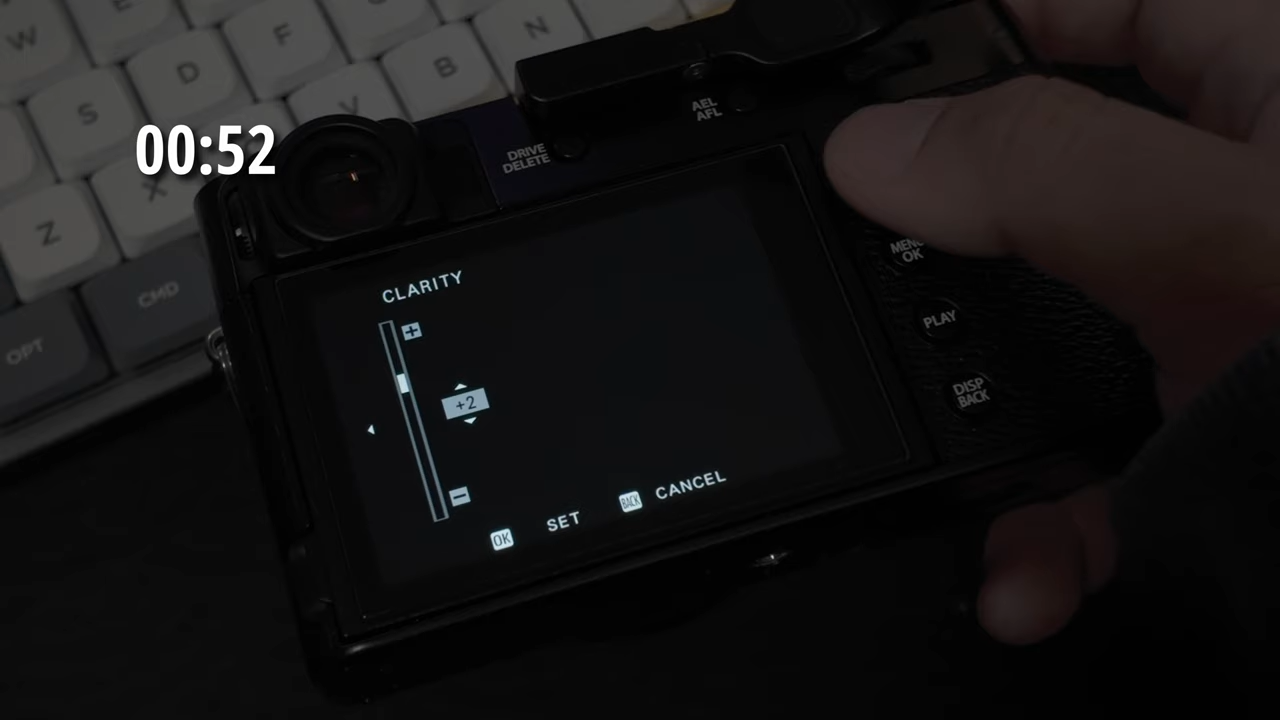 W
E
F
N
S
D
B
V
00:52
AEL
AFL
DRIVE
DELETE
X
Z
MENU
OK
CMD
CLARITY
OPT
PLAY
+2
DISP
BACK
CANCEL
BACK
SET
OK